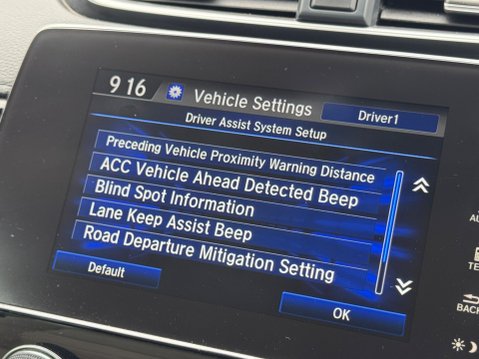 9 16
Vehicle Settings
Driver1
Driver Assist System Setup
Preceding Vehicle Proximity Warning Distance
ACC Vehicle Ahead Detected Beep
Blind Spot Information
Lane Keep Assist Beep
Road Departure Mitigation Setting
Default
OK
BACK